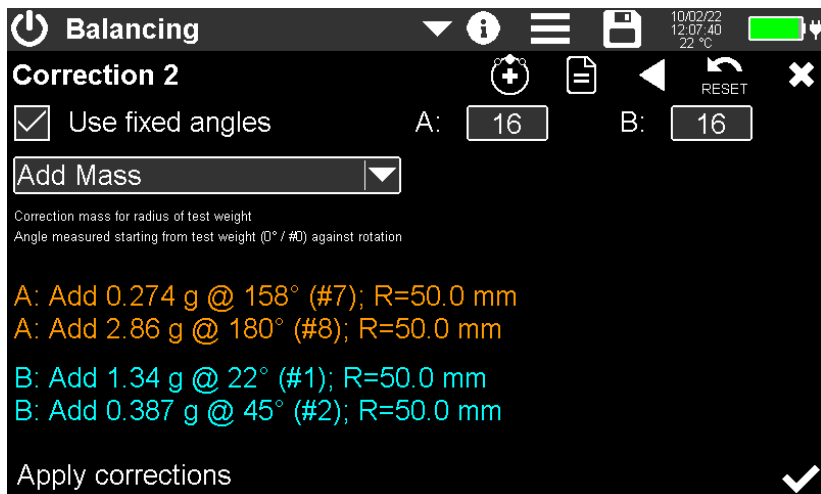 Balancing
10/02/22
12:07:40
22 °C
Correction 2
RESET
Use fixed angles A: 16 B: 16
Add Mass
Correction mass for radius of test weight
Angle measured starting from test weight (0° / #0) against rotation
A: Add 0.274 g @ 158° (#7); R=50.0 mm
A: Add 2.86 g @ 180° (#8); R=50.0 mm
B: Add 1.34 g @ 22° (#1); R=50.0 mm
B: Add 0.387 g @ 45° (#2); R=50.0 mm
Apply corrections